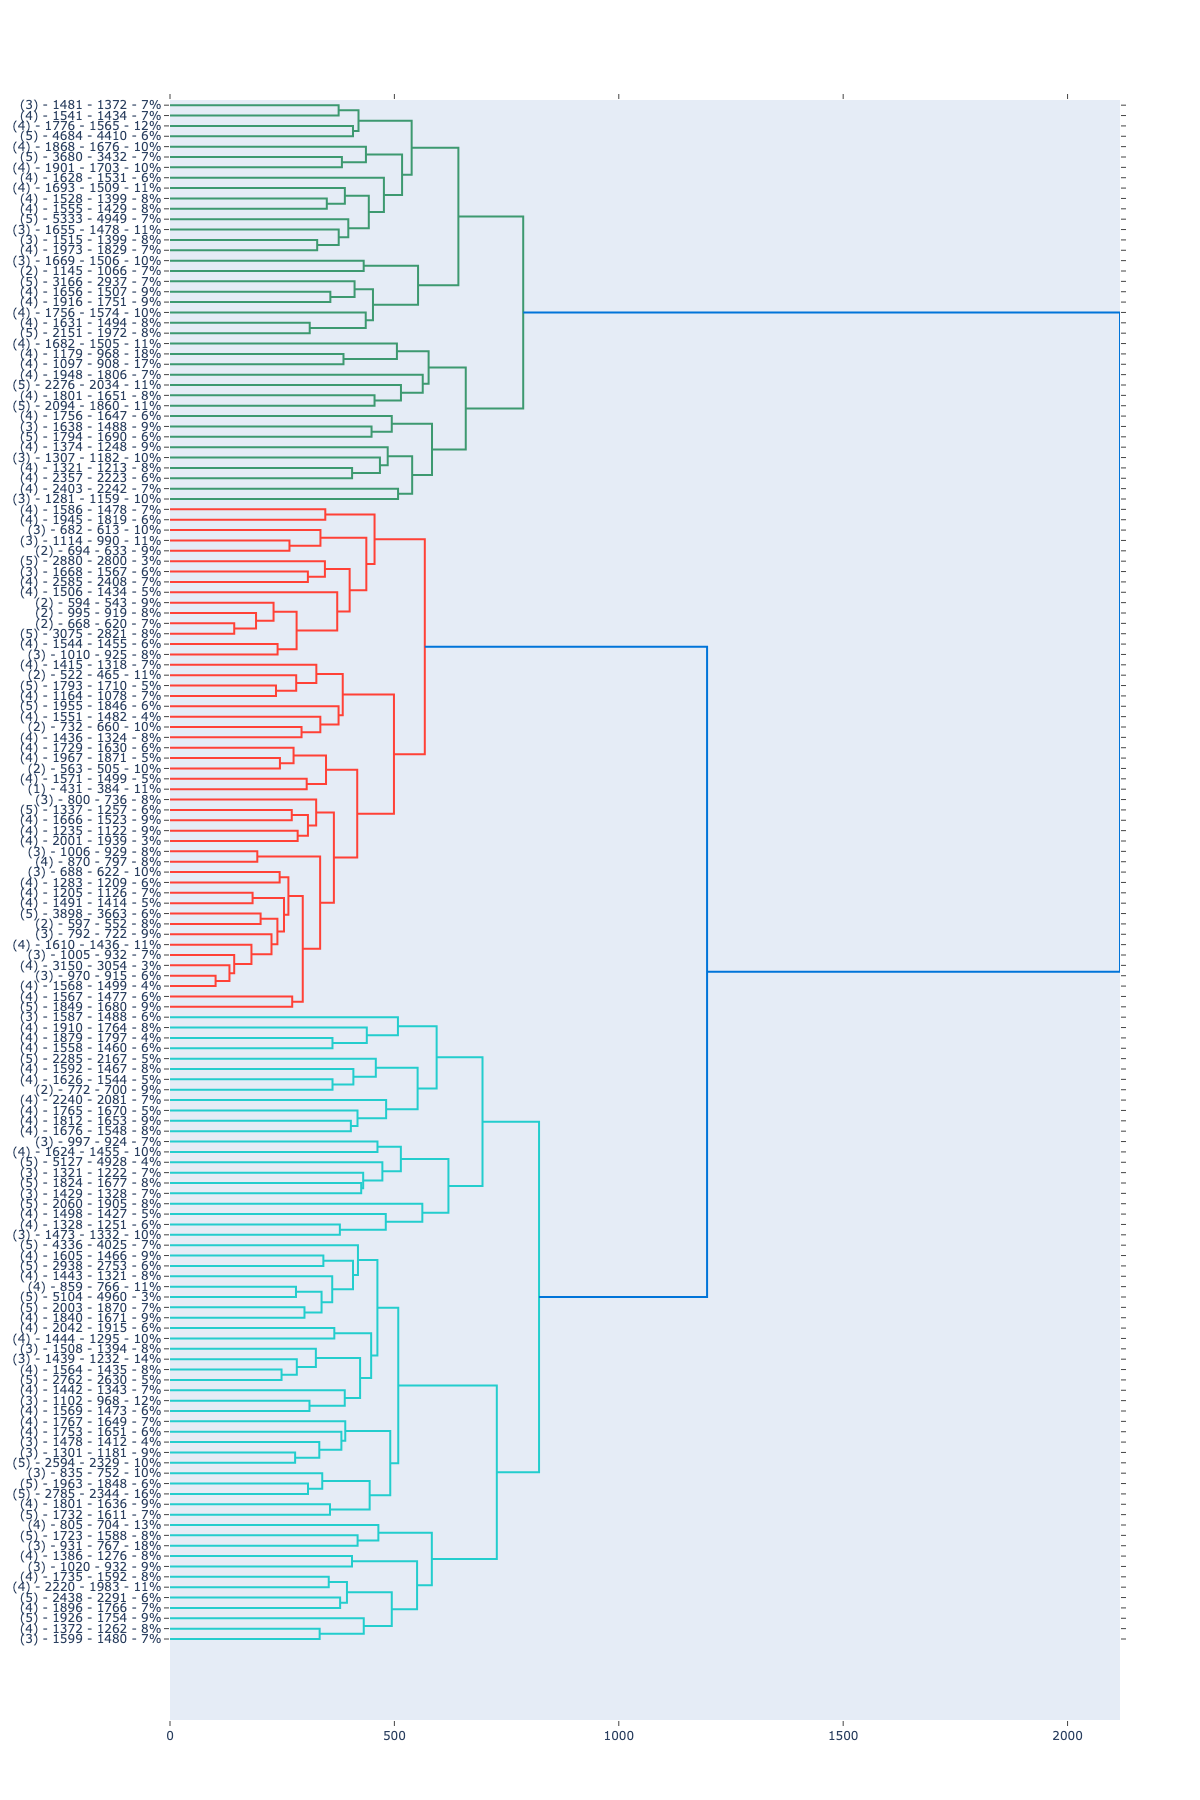 (3) - 1481 - 1372 - 7%
(4) - 1541 - 1434 - 7%
(4) - 1776 - 1565 - 12%
(5) - 4684 - 4410 - 6%
(4) - 1868 - 1676 - 10%
(5) - 3680 - 3432 - 7%
(4) - 1901 - 1703 - 10%
(4) - 1628 - 1531 - 6%
(4) - 1693 - 1509 - 11%
(4) - 1528 - 1399 - 8%
(4) - 1555 - 1429 - 8%
(5) - 5333 - 4949 - 7%
(3) - 1655 - 1478 - 11%
(3) - 1515 - 1399 - 8%
(4) - 1973 - 1829 - 7%
(3) - 1669 - 1506 - 10%
(2) - 1145 - 1066 - 7%
(5) - 3166 - 2937 - 7%
(4) - 1656 - 1507 - 9%
(4) - 1916 - 1751 - 9%
(4) - 1756 - 1574 - 10%
(4) - 1631 - 1494 - 8%
(5) - 2151 - 1972 - 8%
(4) - 1682 - 1505 - 11%
(4) - 1179 - 968 - 18%
(4) - 1097 - 908 - 17%
(4) - 1948 - 1806 - 7%
(5) - 2276 - 2034 - 11%
(4) - 1801 - 1651 - 8%
(5) - 2094 - 1860 - 11%
(4) - 1756 - 1647 - 6%
(3) - 1638 - 1488 - 9%
(5) - 1794 - 1690 - 6%
(4) - 1374 - 1248 - 9%
(3) - 1307 - 1182 - 10%
(4) - 1321 - 1213 - 8%
(4) - 2357 - 2223 - 6%
(4) - 2403 - 2242 - 7%
(3) - 1281 - 1159 - 10%
(4) - 1586 - 1478 - 7%
(4) - 1945 - 1819 - 6%
(3) - 682 - 613 - 10%
(3) - 1114 - 990 - 11%
(2) - 694 - 633 - 9%
(5) - 2880 - 2800 - 3%
(3) - 1668 - 1567 - 6%
(4) - 2585 - 2408 - 7%
(4) - 1506 - 1434 - 5%
(2) - 594 - 543 - 9%
(2) - 995 - 919 - 8%
(2) - 668 - 620 - 7%
(5) - 3075 - 2821 - 8%
(4) - 1544 - 1455 - 6%
(3) - 1010 - 925 - 8%
(4) - 1415 - 1318 - 7%
(2) - 522 - 465 - 11%
(5) - 1793 - 1710 - 5%
(4) - 1164 - 1078 - 7%
(5) - 1955 - 1846 - 6%
(4) - 1551 - 1482 - 4%
(2) - 732 - 660 - 10%
(4) - 1436 - 1324 - 8%
(4) - 1729 - 1630 - 6%
(4) - 1967 - 1871 - 5%
(2) - 563 - 505 - 10%
(4) - 1571 - 1499 - 5%
(1) - 431 - 384 - 11%
(3) - 800 - 736 - 8%
(5) - 1337 - 1257 - 6%
(4) - 1666 - 1523 - 9%
(4) - 1235 - 1122 - 9%
(4) - 2001 - 1939 - 3%
(3) - 1006 - 929 - 8%
(4) - 870 - 797 - 8%
(3) - 688 - 622 - 10%
(4) - 1283 - 1209 - 6%
(4) - 1205 - 1126 - 7%
(4) - 1491 - 1414 - 5%
(5) - 3898 - 3663 - 6%
(2) - 597 - 552 - 8%
(3) - 792 - 722 - 9%
(4) - 1610 - 1436 - 11%
(3) - 1005 - 932 - 7%
(4) - 3150 - 3054 - 3%
(3) - 970 - 915 - 6%
(4) - 1568 - 1499 - 4%
(4) - 1567 - 1477 - 6%
(5) - 1849 - 1680 - 9%
(3) - 1587 - 1488 - 6%
(4) - 1910 - 1764 - 8%
(4) - 1879 - 1797 - 4%
(4) - 1558 - 1460 - 6%
(5) - 2285 - 2167 - 5%
(4) - 1592 - 1467 - 8%
(4) - 1626 - 1544 - 5%
(2) - 772 - 700 - 9%
(4) - 2240 - 2081 - 7%
(4) - 1765 - 1670 - 5%
(4) - 1812 - 1653 - 9%
(4) - 1676 - 1548 - 8%
(3) - 997 - 924 - 7%
(4) - 1624 - 1455 - 10%
(5) - 5127 - 4928 - 4%
(3) - 1321 - 1222 - 7%
(5) - 1824 - 1677 - 8%
(3) - 1429 - 1328 - 7%
(5) - 2060 - 1905 - 8%
(4) - 1498 - 1427 - 5%
(4) - 1328 - 1251 - 6%
(3) - 1473 - 1332 - 10%
(5) - 4336 - 4025 - 7%
(4) - 1605 - 1466 - 9%
(5) - 2938 - 2753 - 6%
(4) - 1443 - 1321 - 8%
(4) - 859 - 766 - 11%
(5) - 5104 - 4960 - 3%
(5) - 2003 - 1870 - 7%
(4) - 1840 - 1671 - 9%
(4) - 2042 - 1915 - 6%
(4) - 1444 - 1295 - 10%
(3) - 1508 - 1394 - 8%
(3) - 1439 - 1232 - 14%
(4) - 1564 - 1435 - 8%
(5) - 2762 - 2630 - 5%
(4) - 1442 - 1343 - 7%
(3) - 1102 - 968 - 12%
(4) - 1569 - 1473 - 6%
(4) - 1767 - 1649 - 7%
(4) - 1753 - 1651 - 6%
(3) - 1478 - 1412 - 4%
(3) - 1301 - 1181 - 9%
(5) - 2594 - 2329 - 10%
(3) - 835 - 752 - 10%
(5) - 1963 - 1848 - 6%
(5) - 2785 - 2344 - 16%
(4) - 1801 - 1636 - 9%
(5) - 1732 - 1611 - 7%
(4) - 805 - 704 - 13%
(5) - 1723 - 1588 - 8%
(3) - 931 - 767 - 18%
(4) - 1386 - 1276 - 8%
(3) - 1020 - 932 - 9%
(4) - 1735 - 1592 - 8%
(4) - 2220 - 1983 - 11%
(5) - 2438 - 2291 - 6%
(4) - 1896 - 1766 - 7%
(5) - 1926 - 1754 - 9%
(4) - 1372 - 1262 - 8%
(3) - 1599 - 1480 - 7%
0 500 1000 1500 2000